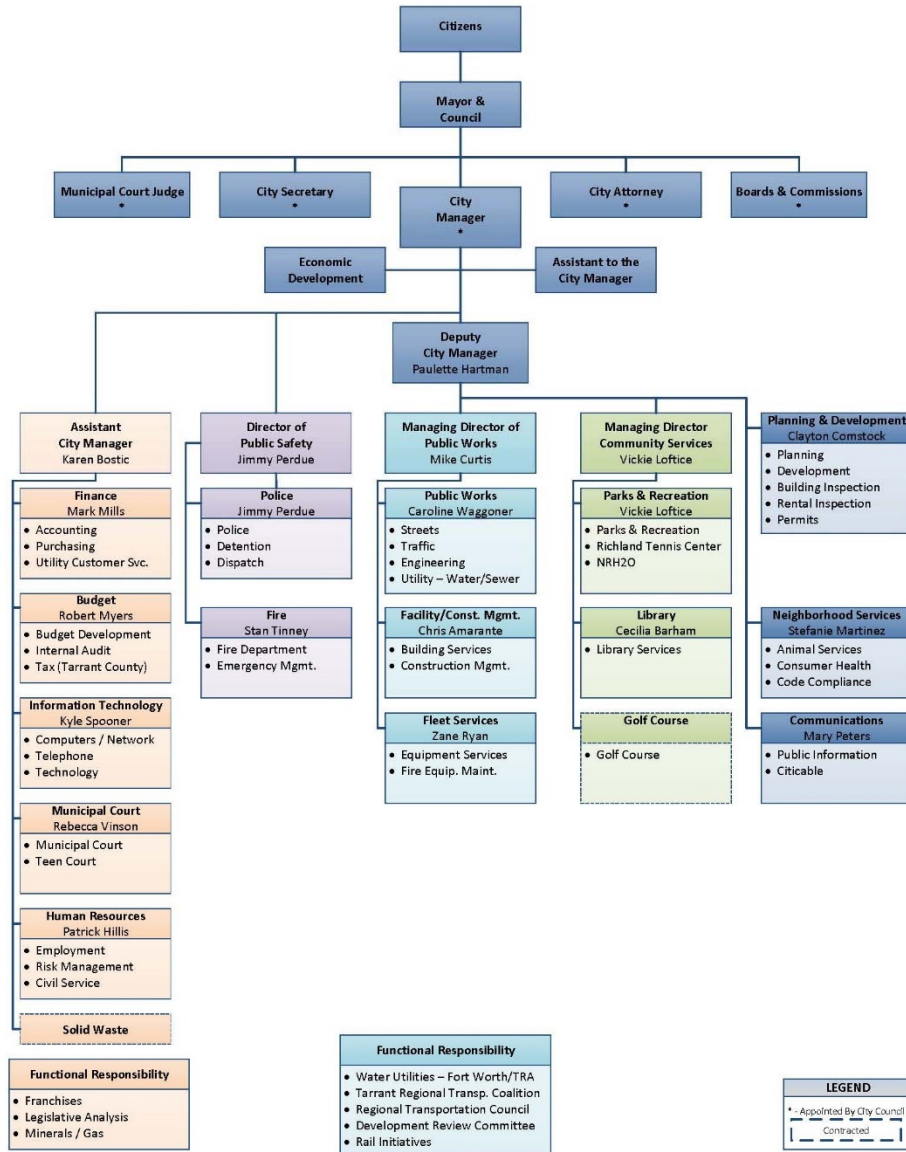 Citizens
Mayor &
Council
Municipal Court Judge
*
City Secretary
*
City
Manager
*
City Attorney
*
Boards & Commissions
*
Economic
Development
Assistant to the
City Manager
Deputy
City Manager
Paulette Hartman
Assistant
City Manager
Karen Bostic
Finance
Mark Mills
• Accounting
• Purchasing
• Utility Customer Svc.
Budget
Robert Myers
• Budget Development
• Internal Audit
• Tax (Tarrant County)
Information Technology
Kyle Spooner
• Computers / Network
• Telephone
• Technology
Municipal Court
Rebecca Vinson
• Municipal Court
• Teen Court
Human Resources
Patrick Hillis
• Employment
• Risk Management
• Civil Service
Solid Waste
Functional Responsibility
• Franchises
• Legislative Analysis
• Minerals / Gas
Director of
Public Safety
Jimmy Perdue
Police
Jimmy Perdue
• Police
• Detention
• Dispatch
Fire
Stan Tinney
• Fire Department
• Emergency Mgmt.
Managing Director of
Public Works
Mike Curtis
Public Works
Caroline Waggoner
• Streets
• Traffic
• Engineering
• Utility – Water/Sewer
Facility/Const. Mgmt.
Chris Amarante
• Building Services
• Construction Mgmt.
Fleet Services
Zane Ryan
• Equipment Services
• Fire Equip. Maint.
Functional Responsibility
• Water Utilities – Fort Worth/TRA
• Tarrant Regional Transp. Coalition
• Regional Transportation Council
• Development Review Committee
• Rail Initiatives
Managing Director
Community Services
Vickie Loftice
Parks & Recreation
Vickie Loftice
• Parks & Recreation
• Richland Tennis Center
• NRH2O
Library
Cecilia Barham
• Library Services
Golf Course
• Golf Course
Planning & Development
Clayton Comstock
• Planning
• Development
• Building Inspection
• Rental Inspection
• Permits
Neighborhood Services
Stefanie Martinez
• Animal Services
• Consumer Health
• Code Compliance
Communications
Mary Peters
• Public Information
• Citicable
LEGEND
* - Appointed By City Council
Contracted